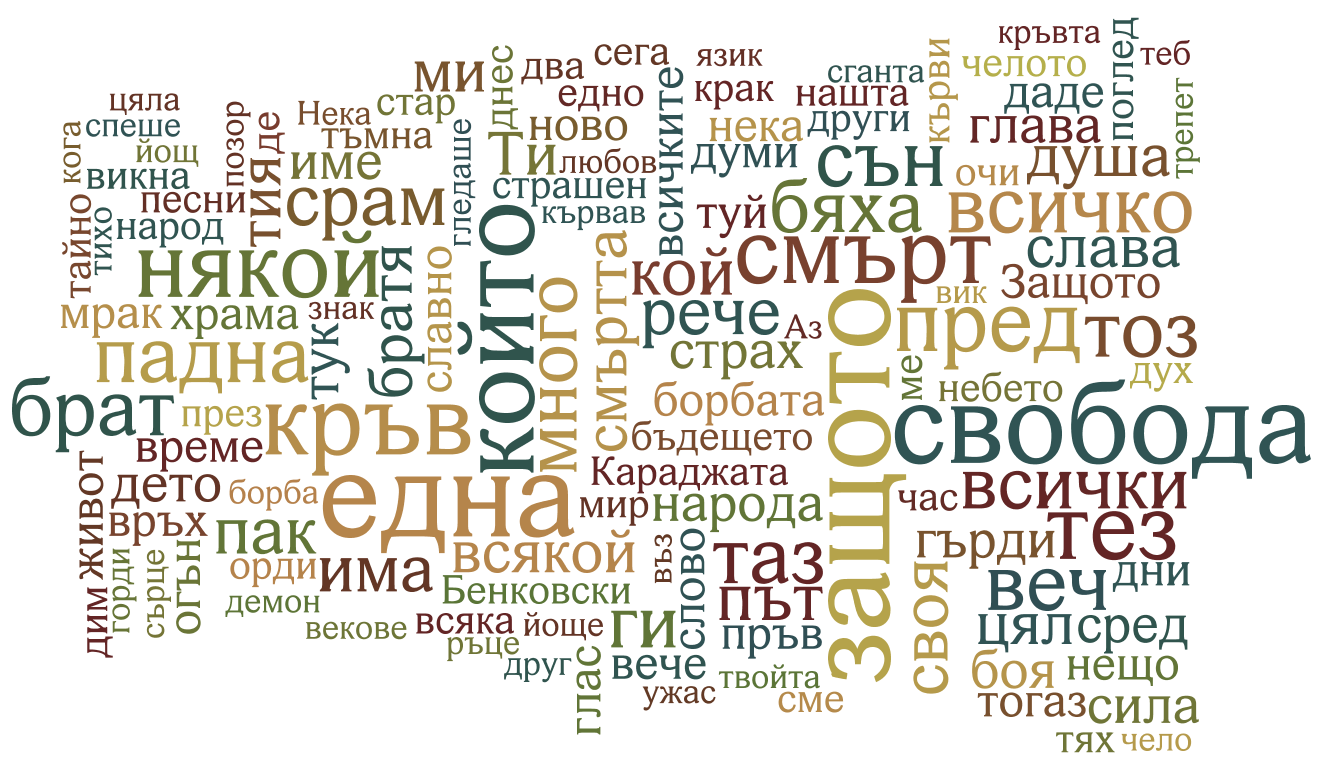 кръвта
поглед
теб
ми
два
сега
язик
сганта
кърви
челото
цяла
Нека
стар
днес
едно
крак
нашта
даде
трепет
кога
спеше
позор
де
тъмна
гледаше
ново
всичките
нека
други
глава
йощ
викна
име
Ти
любов
думи
сън
очи
душа
песни
тия
срам
страшен
кървав
туй
бяха
всичко
тайно
тихо
народ
някой
братя
славно
който
много
смъртта
кой
смърт
слава
мрак
храма
знак
тук
рече
Аз
вик
Защото
падна
страх
защото
пред
тоз
брат
през
кръв
борбата
ме
небето
дух
време
бъдещето
свобода
дим
живот
дето
борба
една
Караджата
час
всички
връх
пак
мир
народа
тез
горди
сърце
огън
орди
има
всякой
въз
слово
таз
гърди
демон
Бенковски
път
своя
веч
дни
векове
всяка
йоще
ги
пръв
цял
сред
ръце
друг
глас
вече
твойта
боя
нещо
ужас
сме
тогаз
сила
тях
чело